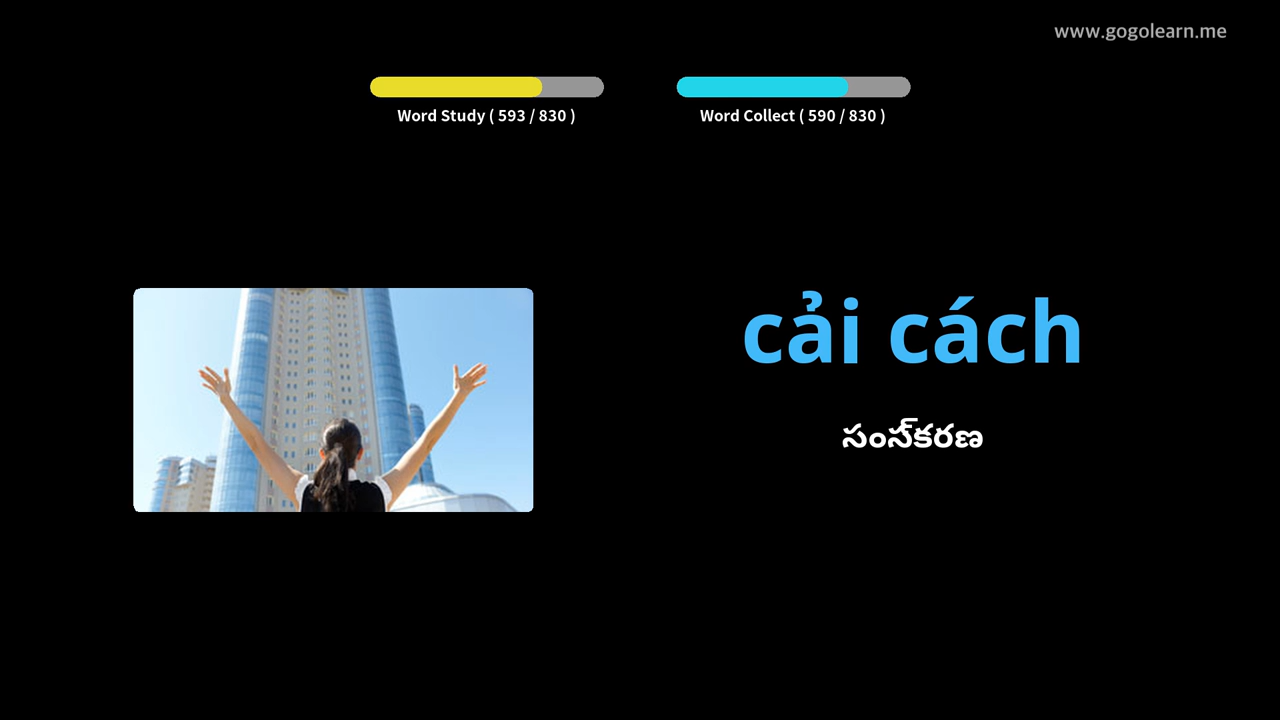 www.gogolearn.me
Word Study ( 593 / 830 )
Word Collect ( 590 / 830 )
cải cách
సంస్కరణ